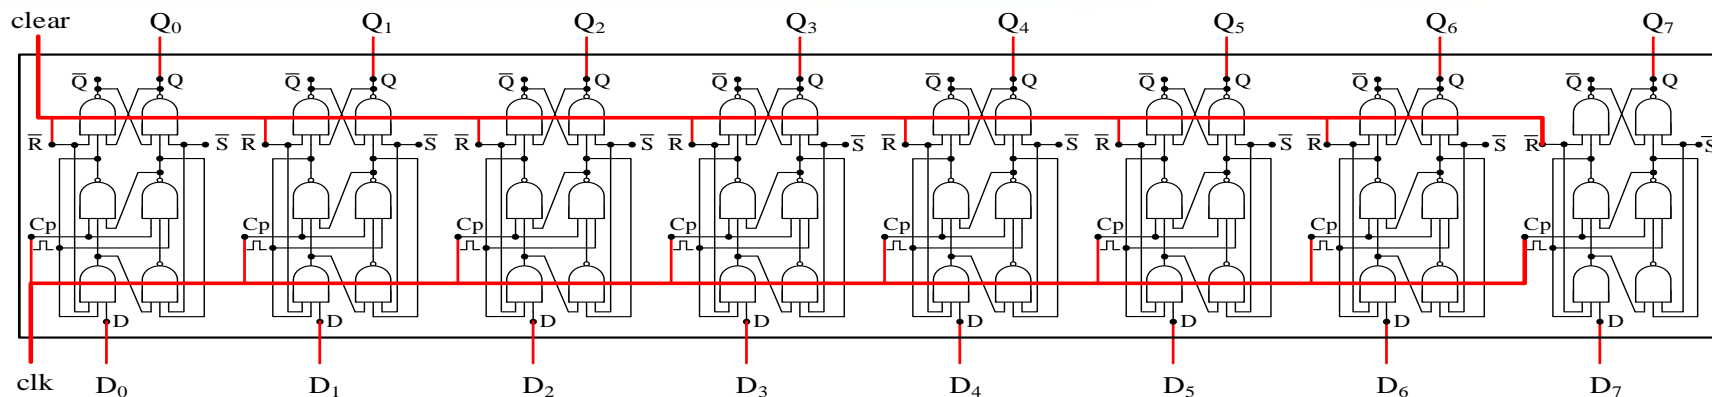 clear Q₀ Q₁ Q₂ Q₃ Q₄ Q₅ Q₆ Q₇
Q̅ Q Q̅ Q Q̅ Q Q̅ Q Q̅ Q Q̅ Q Q̅ Q Q̅ Q
R̅ S̅ R̅ S̅ R̅ S̅ R̅ S̅ R̅ S̅ R̅ S̅ R̅ S̅ R̅ S̅
Cp Cp Cp Cp Cp Cp Cp Cp
D D D D D D D D
clk D₀ D₁ D₂ D₃ D₄ D₅ D₆ D₇